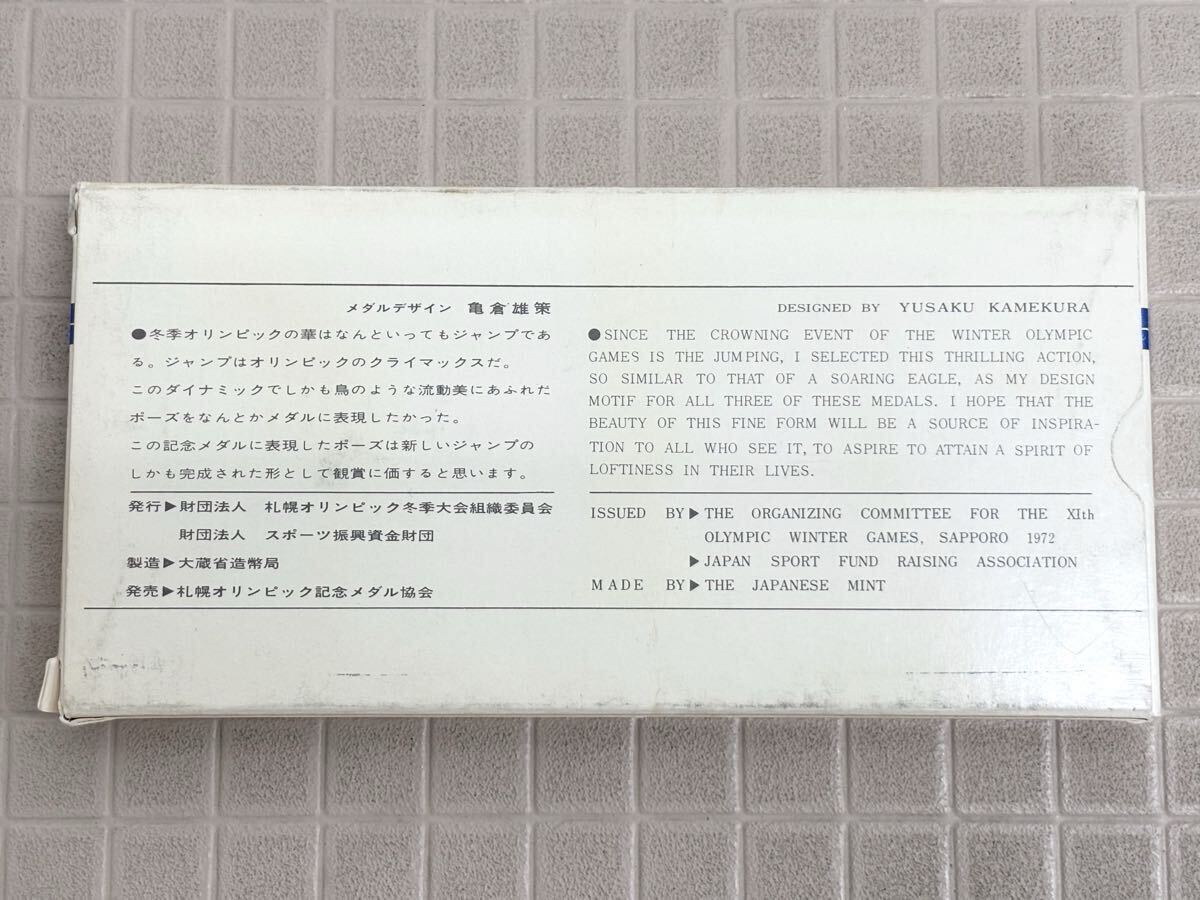 メダルデザイン 亀倉雄策
●冬季オリンピックの華はなんといってもジャンプであ
る。ジャンプはオリンピックのクライマックスだ。
このダイナミックでしかも鳥のような流動美にあふれた
ポーズをなんとかメダルに表現したかった。
この記念メダルに表現したポーズは新しいジャンプの
しかも完成された形として観賞に価すると思います。
発行▶財団法人 札幌オリンピック冬季大会組織委員会
財団法人 スポーツ振興資金財団
製造▶大蔵省造幣局
発売▶札幌オリンピック記念メダル協会
DESIGNED BY YUSAKU KAMEKURA
●SINCE THE CROWNING EVENT OF THE WINTER OLYMPIC
GAMES IS THE JUMPING, I SELECTED THIS THRILLING ACTION,
SO SIMILAR TO THAT OF A SOARING EAGLE, AS MY DESIGN
MOTIF FOR ALL THREE OF THESE MEDALS. I HOPE THAT THE
BEAUTY OF THIS FINE FORM WILL BE A SOURCE OF INSPIRA-
TION TO ALL WHO SEE IT, TO ASPIRE TO ATTAIN A SPIRIT OF
LOFTINESS IN THEIR LIVES.
ISSUED BY▶THE ORGANIZING COMMITTEE FOR THE XIth
OLYMPIC WINTER GAMES, SAPPORO 1972
▶JAPAN SPORT FUND RAISING ASSOCIATION
MADE BY▶THE JAPANESE MINT